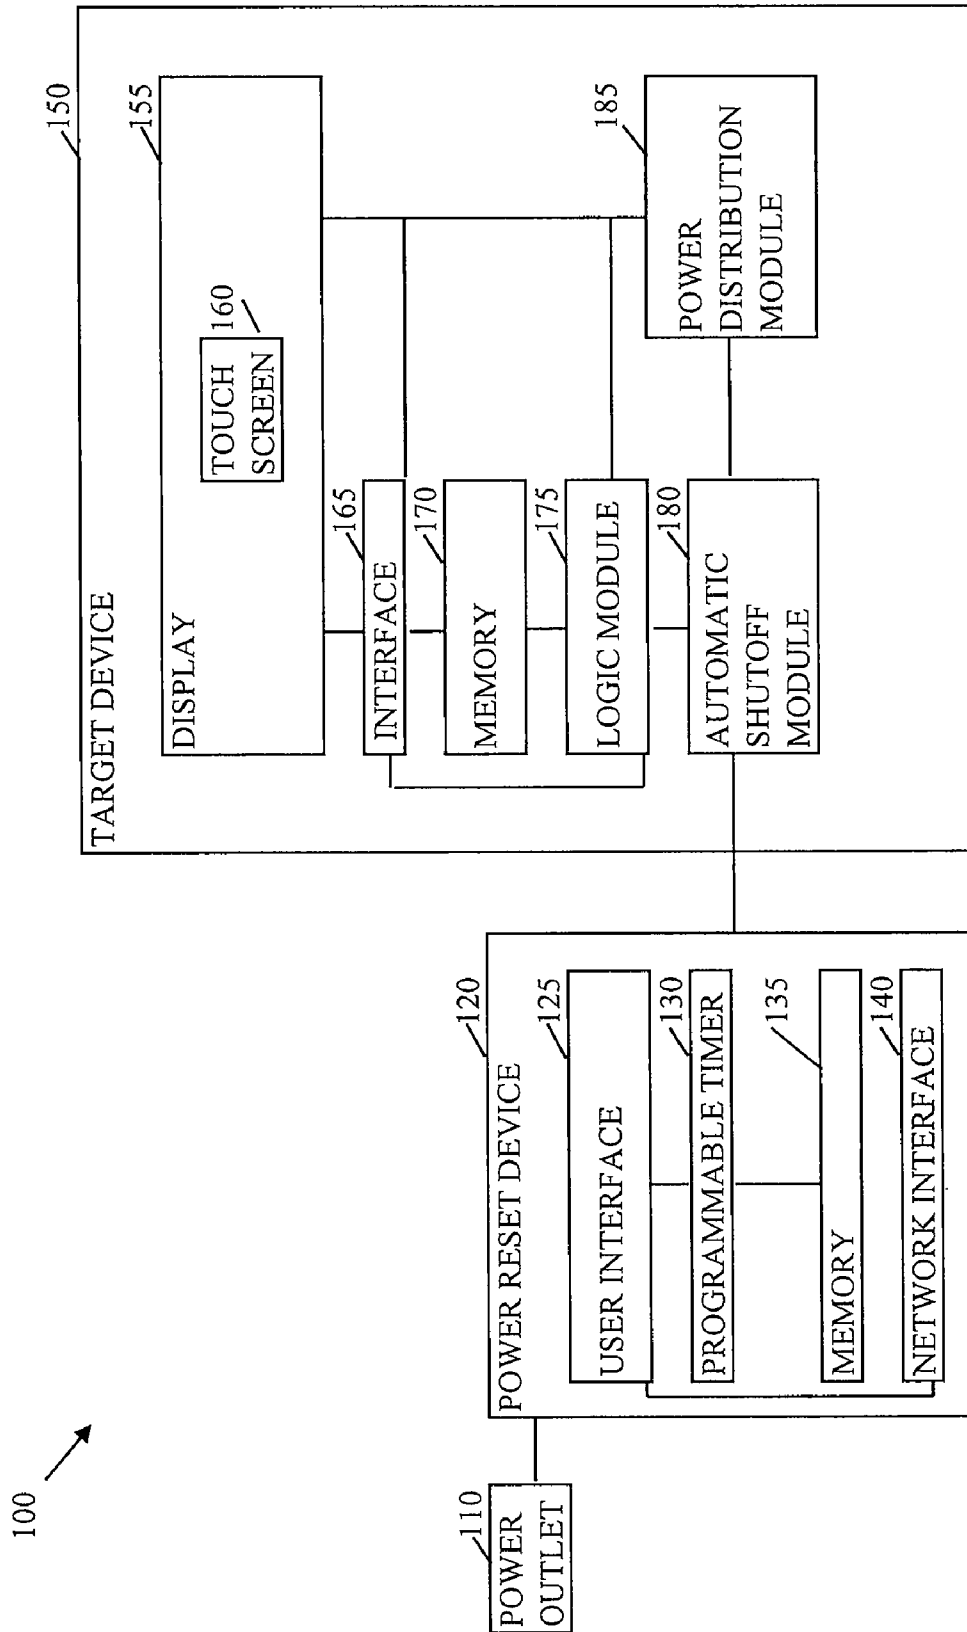 100
110
POWER
OUTLET
120
POWER RESET DEVICE
125
USER INTERFACE
130
PROGRAMMABLE TIMER
135
MEMORY
140
NETWORK INTERFACE
150
TARGET DEVICE
155
DISPLAY
160
TOUCH
SCREEN
165
INTERFACE
170
MEMORY
175
LOGIC MODULE
180
AUTOMATIC
SHUTOFF
MODULE
185
POWER
DISTRIBUTION
MODULE